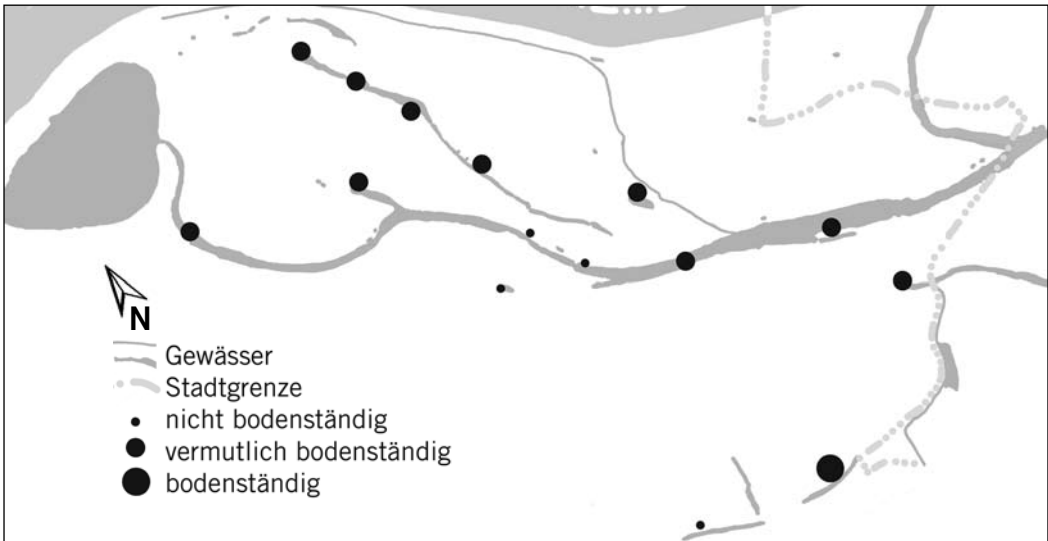 N
Gewässer
Stadtgrenze
nicht bodenständig
vermutlich bodenständig
bodenständig